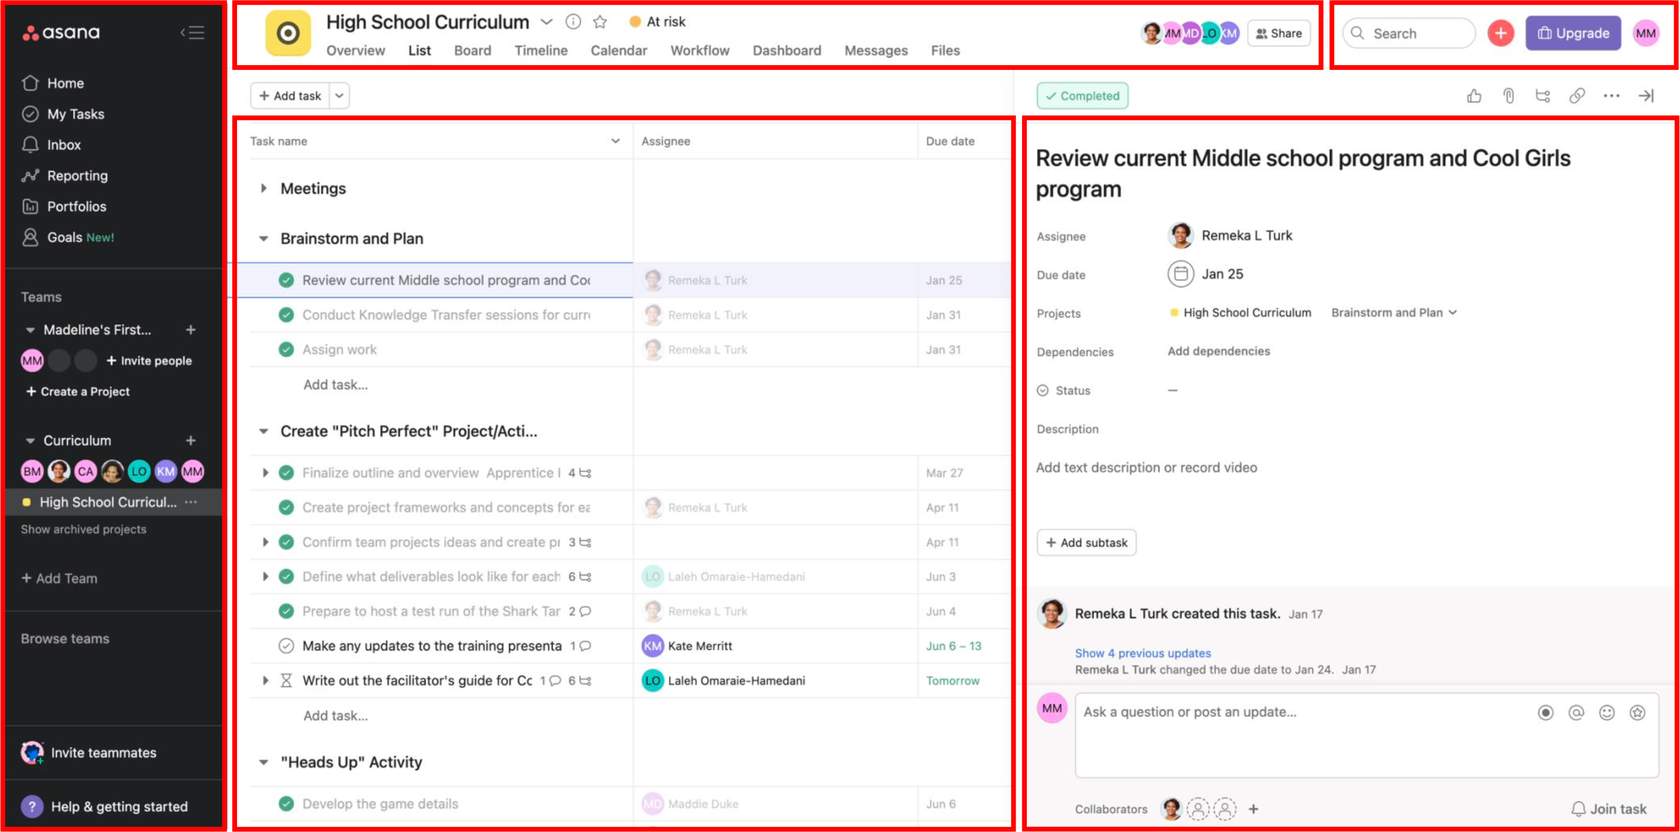 asana
Home
My Tasks
Inbox
Reporting
Portfolios
Goals New!
Teams
Madeline's First... +
MM + Invite people
+ Create a Project
Curriculum +
BM CA LO KM MM
High School Curricul... ...
Show archived projects
+ Add Team
Browse teams
Invite teammates
? Help & getting started
High School Curriculum At risk
Overview List Board Timeline Calendar Workflow Dashboard Messages Files
MM MD LO KM Share
Search + Upgrade MM
+ Add task
Task name Assignee Due date
Meetings
Brainstorm and Plan
Review current Middle school program and Coo Remeka L Turk Jan 25
Conduct Knowledge Transfer sessions for curre Remeka L Turk Jan 31
Assign work Remeka L Turk Jan 31
Add task...
Create "Pitch Perfect" Project/Acti...
Finalize outline and overview Apprentice 4 Mar 27
Create project frameworks and concepts for ea Remeka L Turk Apr 11
Confirm team projects ideas and create 3 Apr 11
Define what deliverables look like for each 6 LO Laleh Omaraie-Hamedani Jun 3
Prepare to host a test run of the Shark Tan 2 Remeka L Turk Jun 4
Make any updates to the training presenta 1 KM Kate Merritt Jun 6 – 13
Write out the facilitator's guide for Co 1 6 LO Laleh Omaraie-Hamedani Tomorrow
Add task...
"Heads Up" Activity
Develop the game details MD Maddie Duke Jun 6
Completed
Review current Middle school program and Cool Girls
program
Assignee Remeka L Turk
Due date Jan 25
Projects High School Curriculum Brainstorm and Plan
Dependencies Add dependencies
Status —
Description
Add text description or record video
+ Add subtask
Remeka L Turk created this task. Jan 17
Show 4 previous updates
Remeka L Turk changed the due date to Jan 24. Jan 17
MM Ask a question or post an update...
Collaborators + Join task